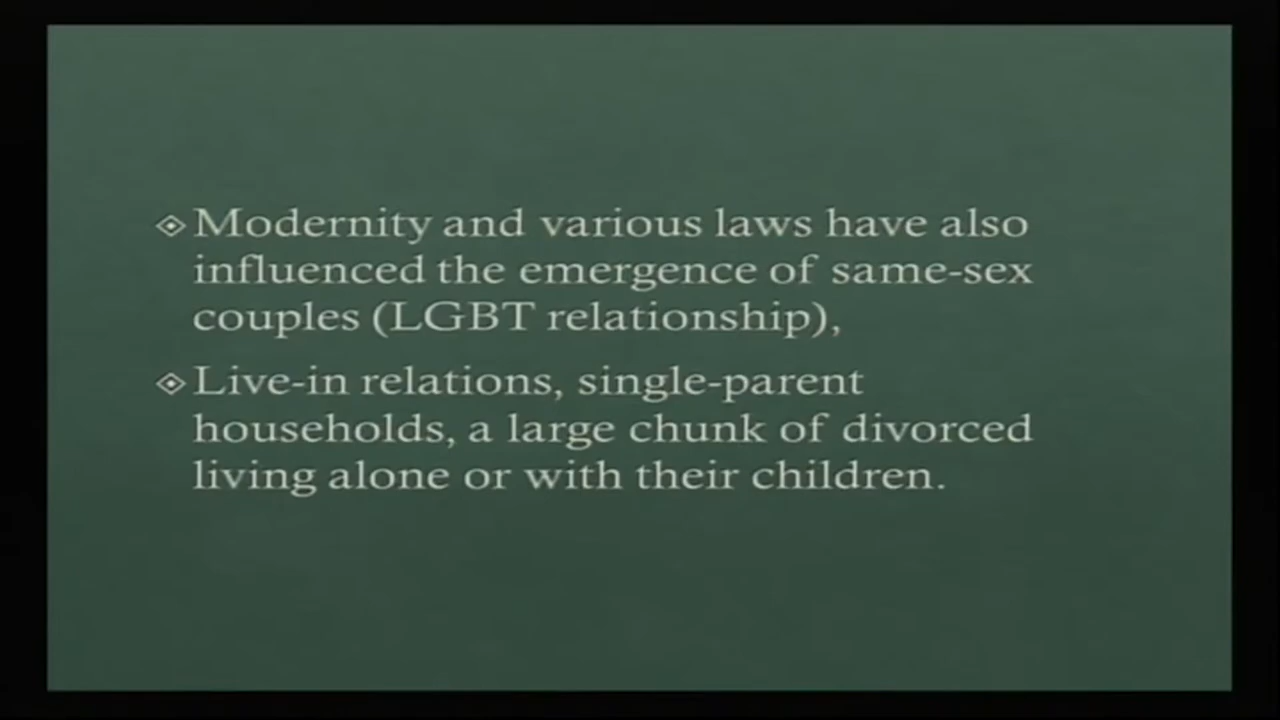 Modernity and various laws have also
influenced the emergence of same-sex
couples (LGBT relationship),
Live-in relations, single-parent
households, a large chunk of divorced
living alone or with their children.